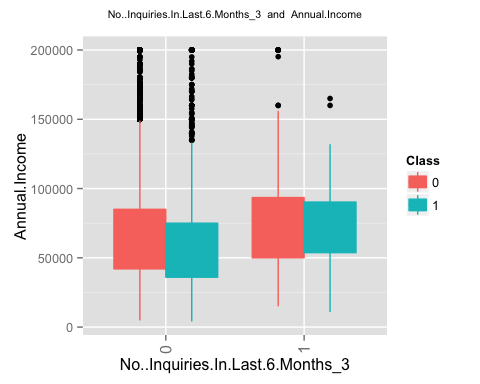 No..Inquiries.In.Last.6.Months_3 and Annual.Income
200000
150000
100000
50000
0
Annual.Income
0
1
No..Inquiries.In.Last.6.Months_3
Class
0
1